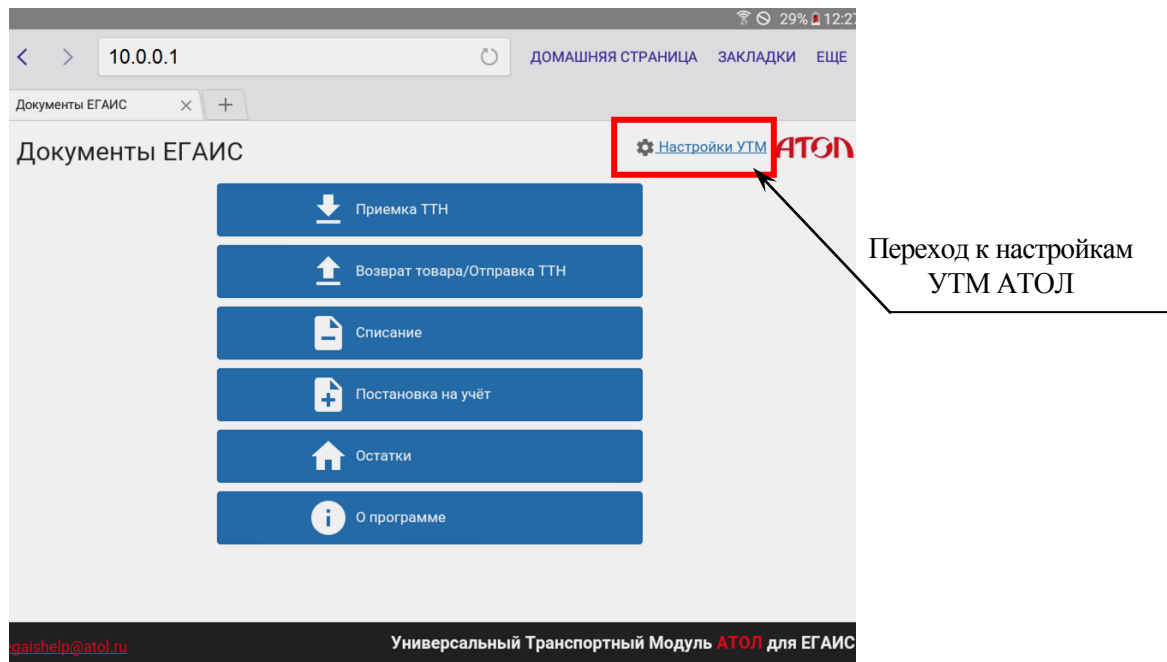 29% 12:27
10.0.0.1
ДОМАШНЯЯ СТРАНИЦА ЗАКЛАДКИ ЕЩЕ
Документы ЕГАИС
Документы ЕГАИС
Настройки УТМ
АТОЛ
Приемка ТТН
Возврат товара/Отправка ТТН
Списание
Постановка на учёт
Остатки
О программе
Переход к настройкам
УТМ АТОЛ
egaishelp@atol.ru
Универсальный Транспортный Модуль АТОЛ для ЕГАИС